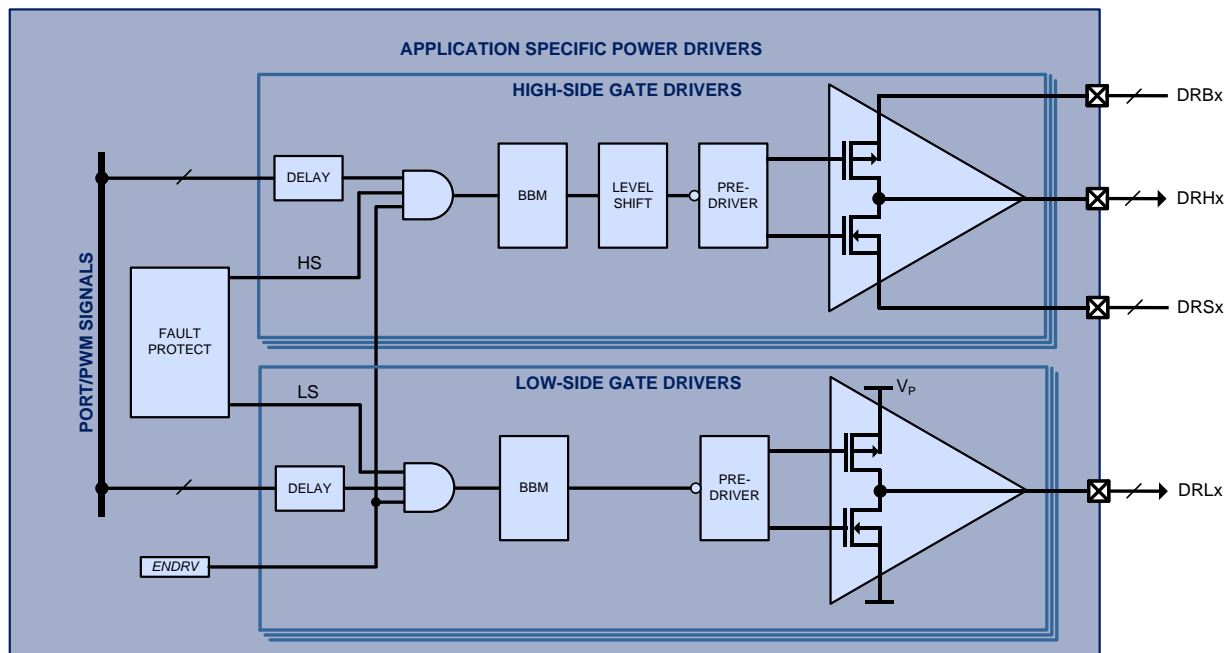 APPLICATION SPECIFIC POWER DRIVERS
HIGH-SIDE GATE DRIVERS
DRBx
DELAY
BBM
LEVEL
SHIFT
PRE-
DRIVER
DRHx
HS
PORT/PWM SIGNALS
FAULT
PROTECT
DRSx
LOW-SIDE GATE DRIVERS
LS
VP
DELAY
BBM
PRE-
DRIVER
DRLx
ENDRV